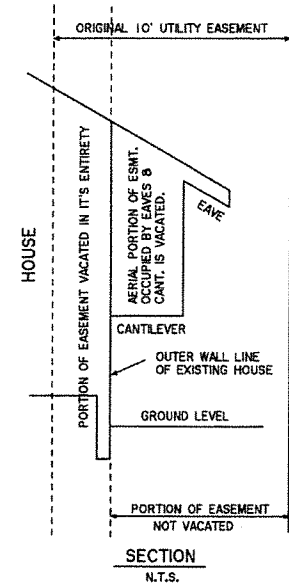 ORIGINAL 10' UTILITY EASEMENT
HOUSE
PORTION OF EASEMENT VACATED IN IT'S ENTIRETY
AERIAL PORTION OF ESMT.
OCCUPIED BY EAVES &
CANT. IS VACATED.
EAVE
CANTILEVER
OUTER WALL LINE
OF EXISTING HOUSE
GROUND LEVEL
PORTION OF EASEMENT
NOT VACATED
SECTION
N.T.S.